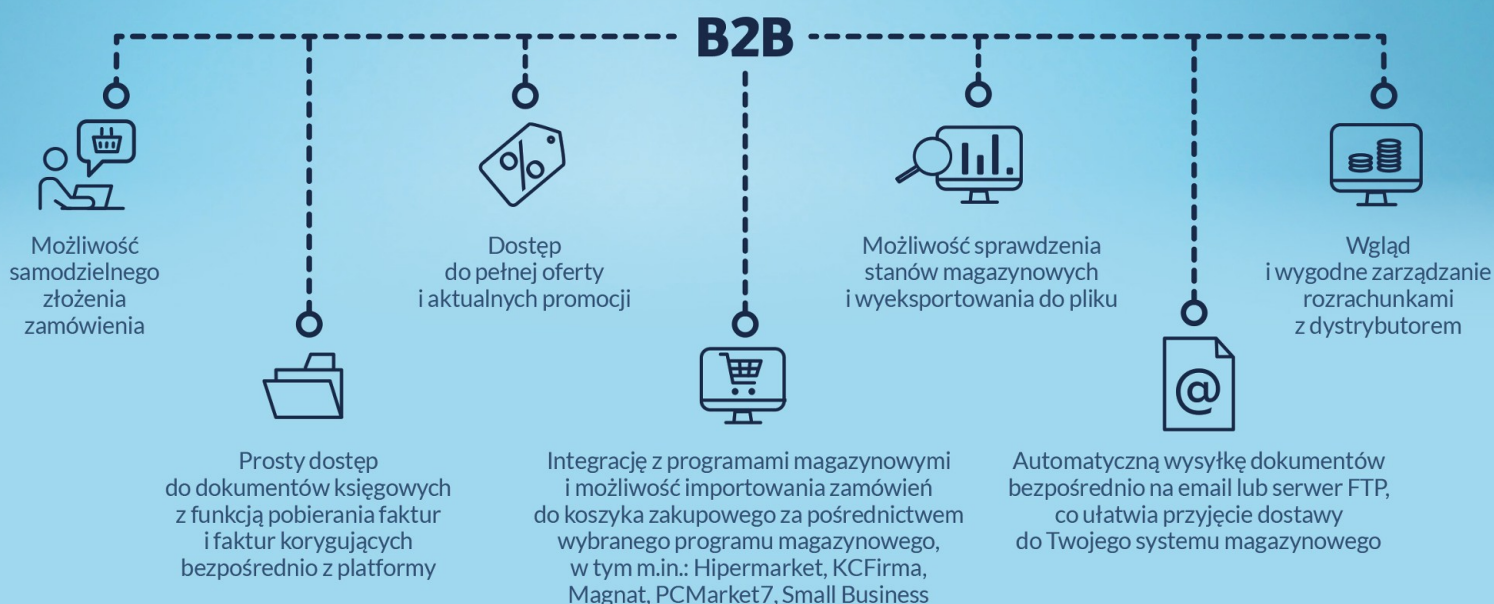 B2B
Możliwość
samodzielnego
złożenia
zamówienia
Prosty dostęp
do dokumentów księgowych
z funkcją pobierania faktur
i faktur korygujących
bezpośrednio z platformy
Dostęp
do pełnej oferty
i aktualnych promocji
Integrację z programami magazynowymi
i możliwość importowania zamówień
do koszyka zakupowego za pośrednictwem
wybranego programu magazynowego,
w tym m.in.: Hipermarket, KCFirma,
Magnat, PCMarket7, Small Business
Możliwość sprawdzenia
stanów magazynowych
i wyeksportowania do pliku
Automatyczną wysyłkę dokumentów
bezpośrednio na email lub serwer FTP,
co ułatwia przyjęcie dostawy
do Twojego systemu magazynowego
Wgląd
i wygodne zarządzanie
rozrachunkami
z dystrybutorem